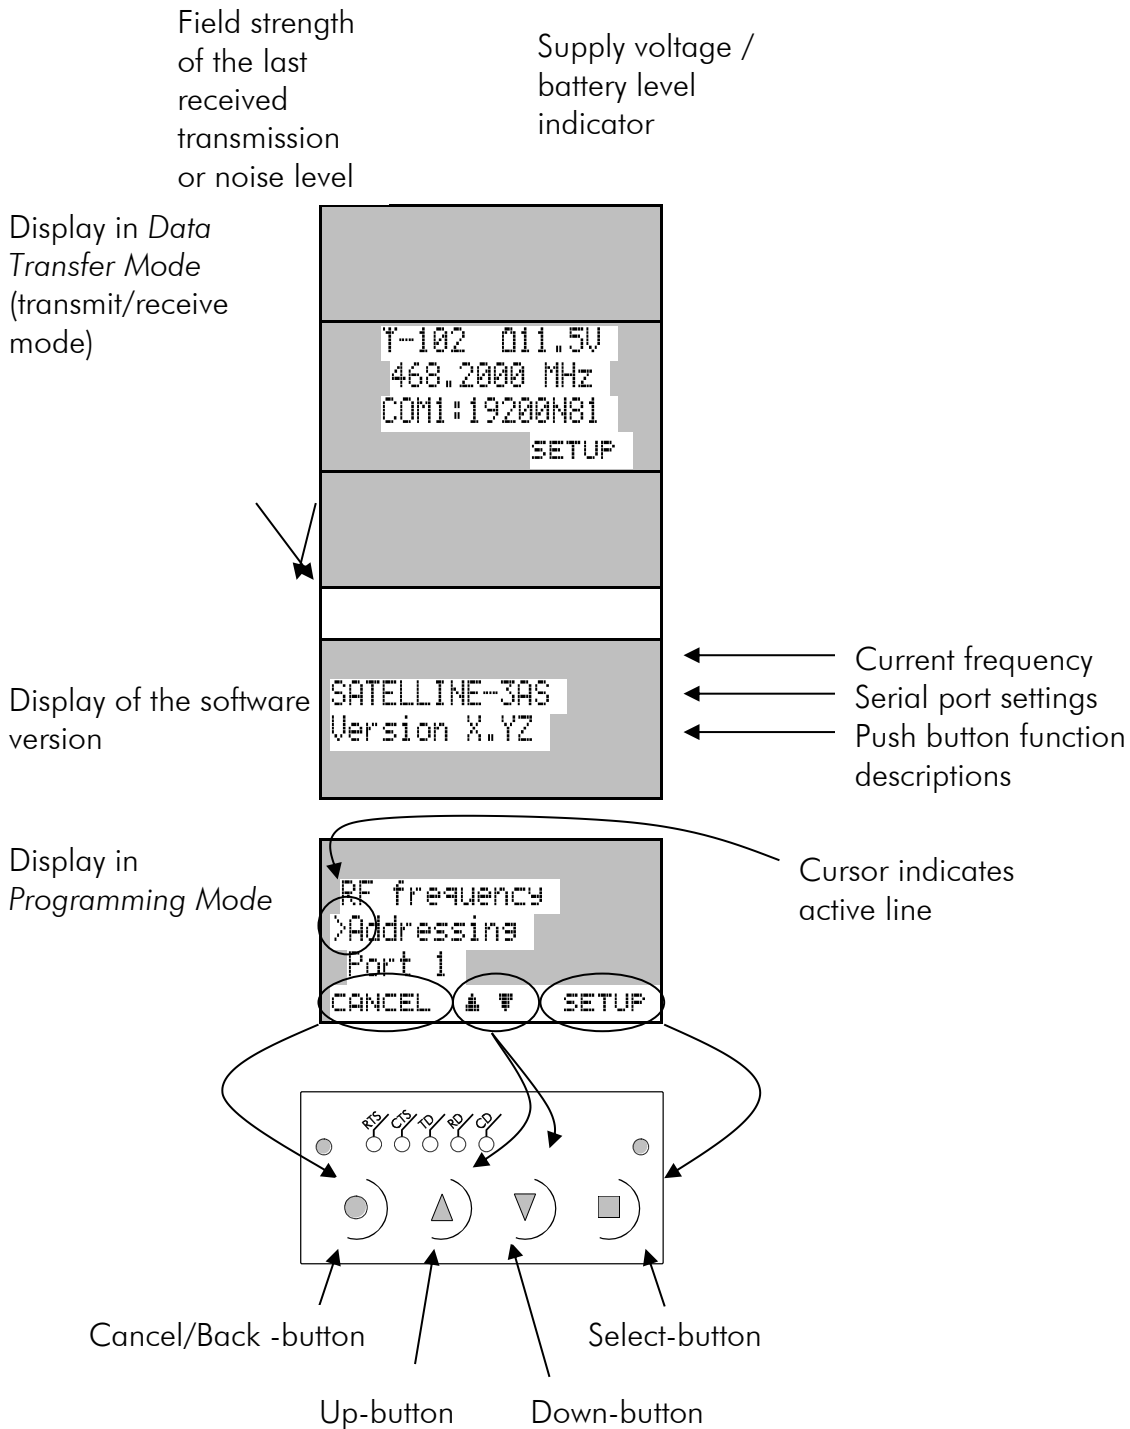 Field strength
of the last
received
transmission
or noise level
Supply voltage /
battery level
indicator
Display in Data
Transfer Mode
(transmit/receive
mode)
-102 11.5V
468.2000 MHz
COM1:19200N81
SETUP
Current frequency
Serial port settings
Push button function
descriptions
Display of the software
version
SATELLINE-3AS
Version X.YZ
Display in
Programming Mode
RF frequency
>Addressing
Port 1
CANCEL ▲ ▼ SETUP
Cursor indicates
active line
RTS CTS TD RD CD
Cancel/Back -button
Select-button
Up-button
Down-button